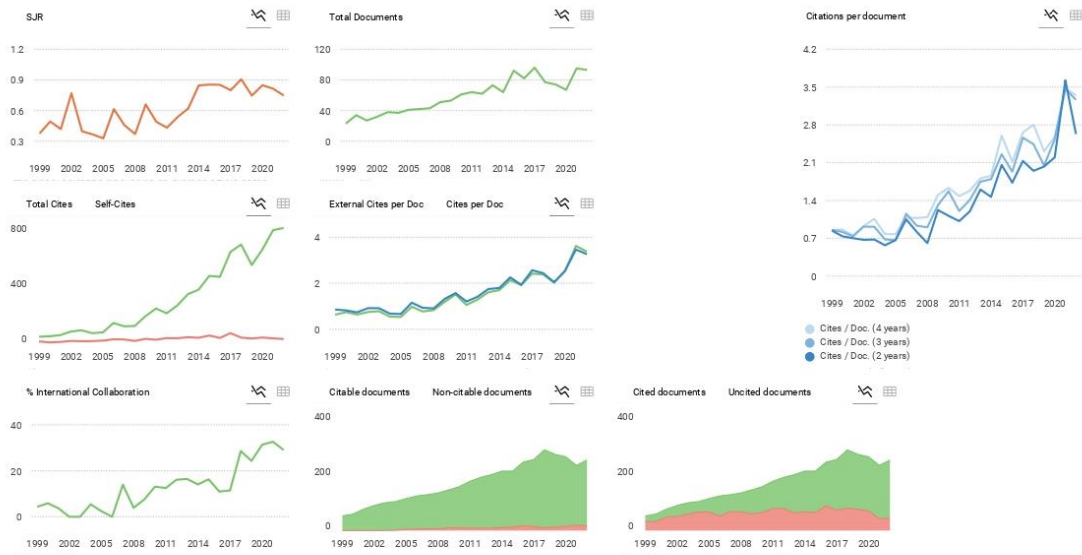 SJR
1.2
0.9
0.6
0.3
1999 2002 2005 2008 2011 2014 2017 2020
Total Documents
120
80
40
0
1999 2002 2005 2008 2011 2014 2017 2020
Citations per document
4.2
3.5
2.8
2.1
1.4
0.7
0
1999 2002 2005 2008 2011 2014 2017 2020
Cites / Doc. (4 years)
Cites / Doc. (3 years)
Cites / Doc. (2 years)
Total Cites Self-Cites
800
400
0
1999 2002 2005 2008 2011 2014 2017 2020
External Cites per Doc Cites per Doc
4
2
0
1999 2002 2005 2008 2011 2014 2017 2020
% International Collaboration
40
20
0
1999 2002 2005 2008 2011 2014 2017 2020
Citable documents Non-citable documents
400
200
0
1999 2002 2005 2008 2011 2014 2017 2020
Cited documents Uncited documents
400
200
0
1999 2002 2005 2008 2011 2014 2017 2020